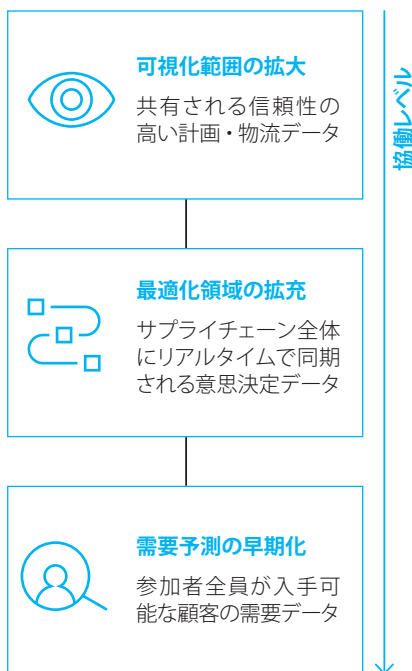 可視化範囲の拡大
共有される信頼性の
高い計画・物流データ
協働レベル
最適化領域の拡充
サプライチェーン全体
にリアルタイムで同期
される意思決定データ
需要予測の早期化
参加者全員が入手可
能な顧客の需要データ